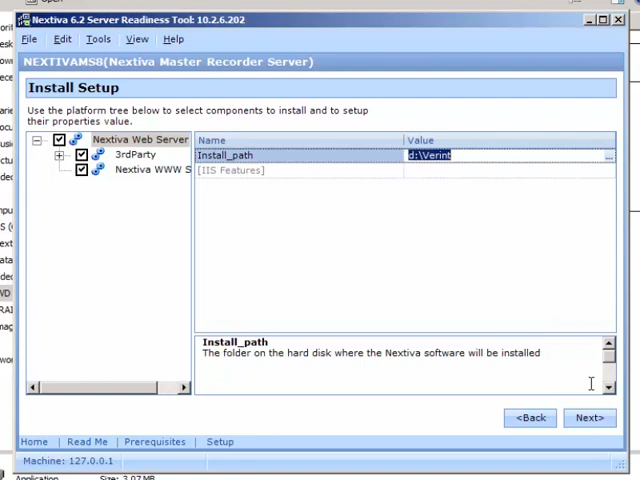 Open
Nextiva 6.2 Server Readiness Tool: 10.2.6.202
File Edit Tools View Help
NEXTIVAMS8(Nextiva Master Recorder Server)
Install Setup
Use the platform tree below to select components to install and to setup
their properties value.
Nextiva Web Server
3rdParty
Nextiva WWW S
Name Value
Install_path d:\Verint
...
[IIS Features]
Install_path
The folder on the hard disk where the Nextiva software will be installed
<Back Next>
Home Read Me Prerequisites Setup
Machine: 127.0.0.1
Application Size: 3.07 MB